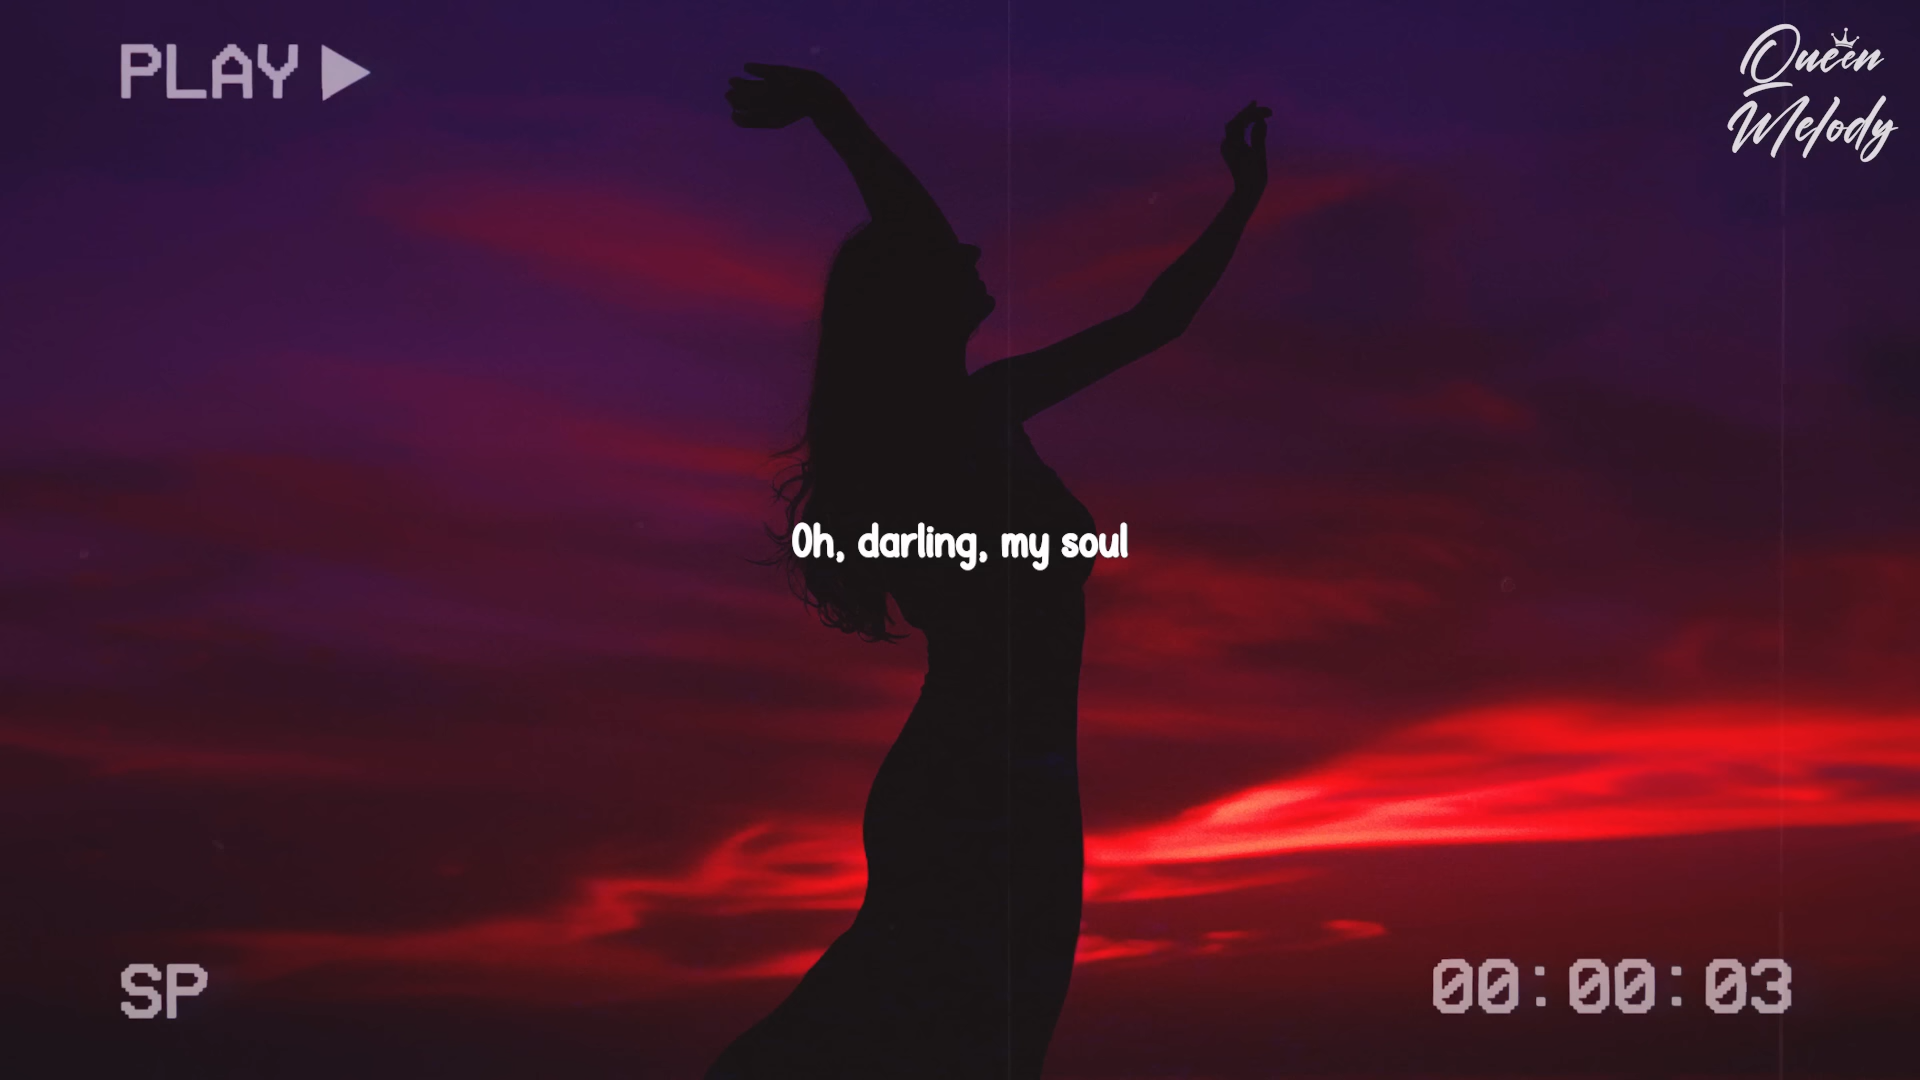 PLAY
Queen
Melody
Oh, darling, my soul
SP
00:00:03